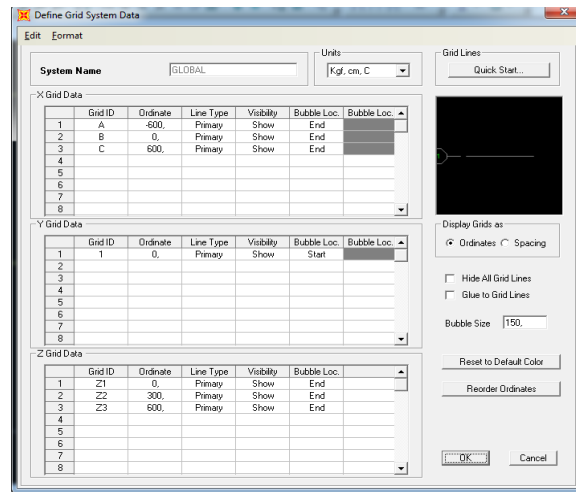 Define Grid System Data
Edit Format
System Name GLOBAL
Units
Kgf, cm, C
Grid Lines
Quick Start...
X Grid Data
Grid ID Ordinate Line Type Visibility Bubble Loc. Bubble Loc.
1 A -600, Primary Show End
2 B 0, Primary Show End
3 C 600, Primary Show End
4
5
6
7
8
Y Grid Data
Grid ID Ordinate Line Type Visibility Bubble Loc. Bubble Loc.
1 1 0, Primary Show Start
2
3
4
5
6
7
8
Display Grids as
Ordinates Spacing
Hide All Grid Lines
Glue to Grid Lines
Bubble Size 150,
Z Grid Data
Grid ID Ordinate Line Type Visibility Bubble Loc.
1 Z1 0, Primary Show End
2 Z2 300, Primary Show End
3 Z3 600, Primary Show End
4
5
6
7
8
Reset to Default Color
Reorder Ordinates
OK Cancel